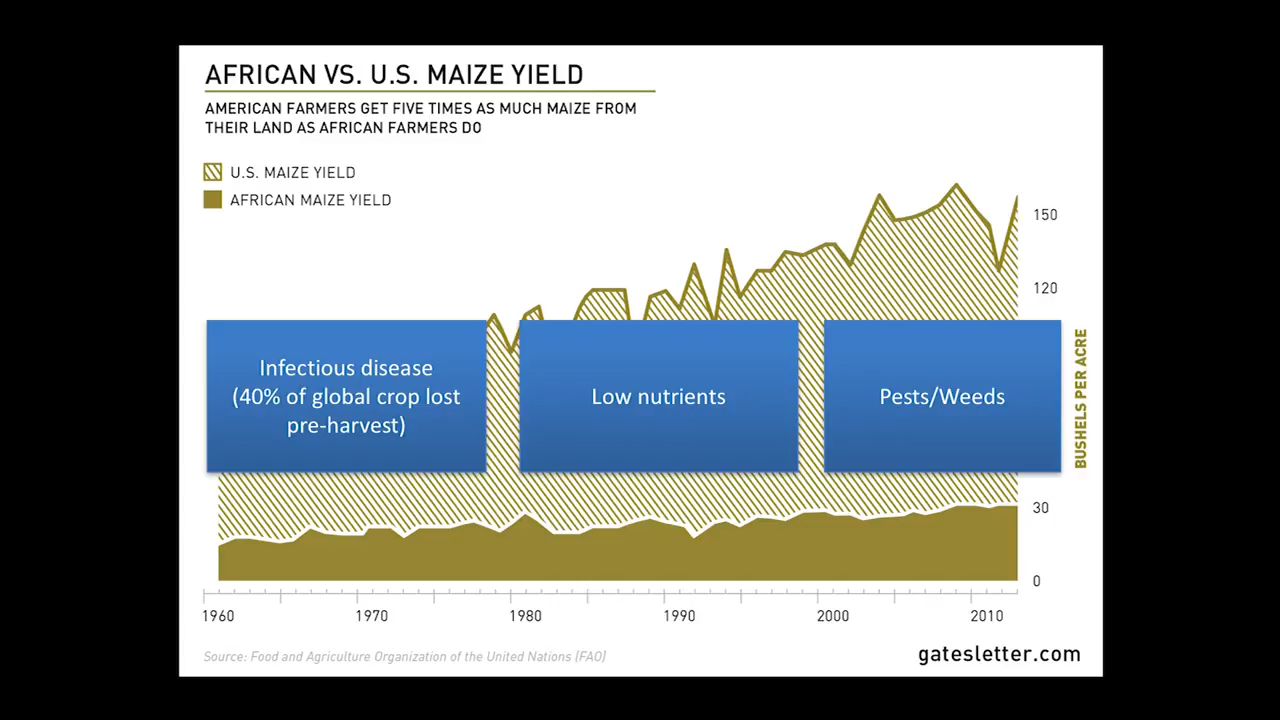 AFRICAN VS. U.S. MAIZE YIELD
AMERICAN FARMERS GET FIVE TIMES AS MUCH MAIZE FROM
THEIR LAND AS AFRICAN FARMERS DO
U.S. MAIZE YIELD
AFRICAN MAIZE YIELD
150
120
Infectious disease
(40% of global crop lost
pre-harvest)
Low nutrients
Pests/Weeds
BUSHELS PER ACRE
30
0
1960 1970 1980 1990 2000 2010
Source: Food and Agriculture Organization of the United Nations (FAO)
gatesletter.com